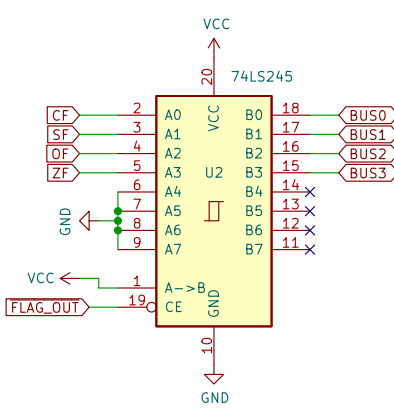 VCC
20
74LS245
VCC
CF 2 A0 B0 18 BUS0
SF 3 A1 B1 17 BUS1
OF 4 A2 B2 16 BUS2
ZF 5 A3 U2 B3 15 BUS3
6 A4 B4 14
GND 7 A5 B5 13
8 A6 B6 12
9 A7 B7 11
VCC 1 A->B
FLAG_OUT 19 CE
GND
10
GND